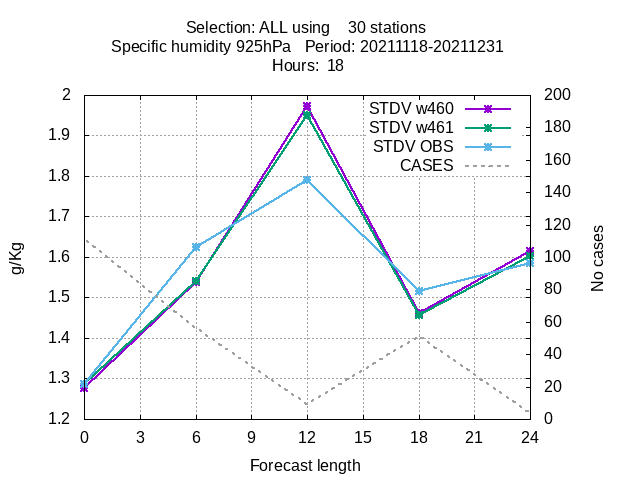 Selection: ALL using    30 stations
Specific humidity 925hPa   Period: 20211118-20211231
Hours:  18
STDV w460
STDV w461
STDV OBS
CASES
2
1.9
1.8
1.7
1.6
1.5
1.4
1.3
1.2
200
180
160
140
120
100
80
60
40
20
0
g/Kg
No cases
0 3 6 9 12 15 18 21 24
Forecast length